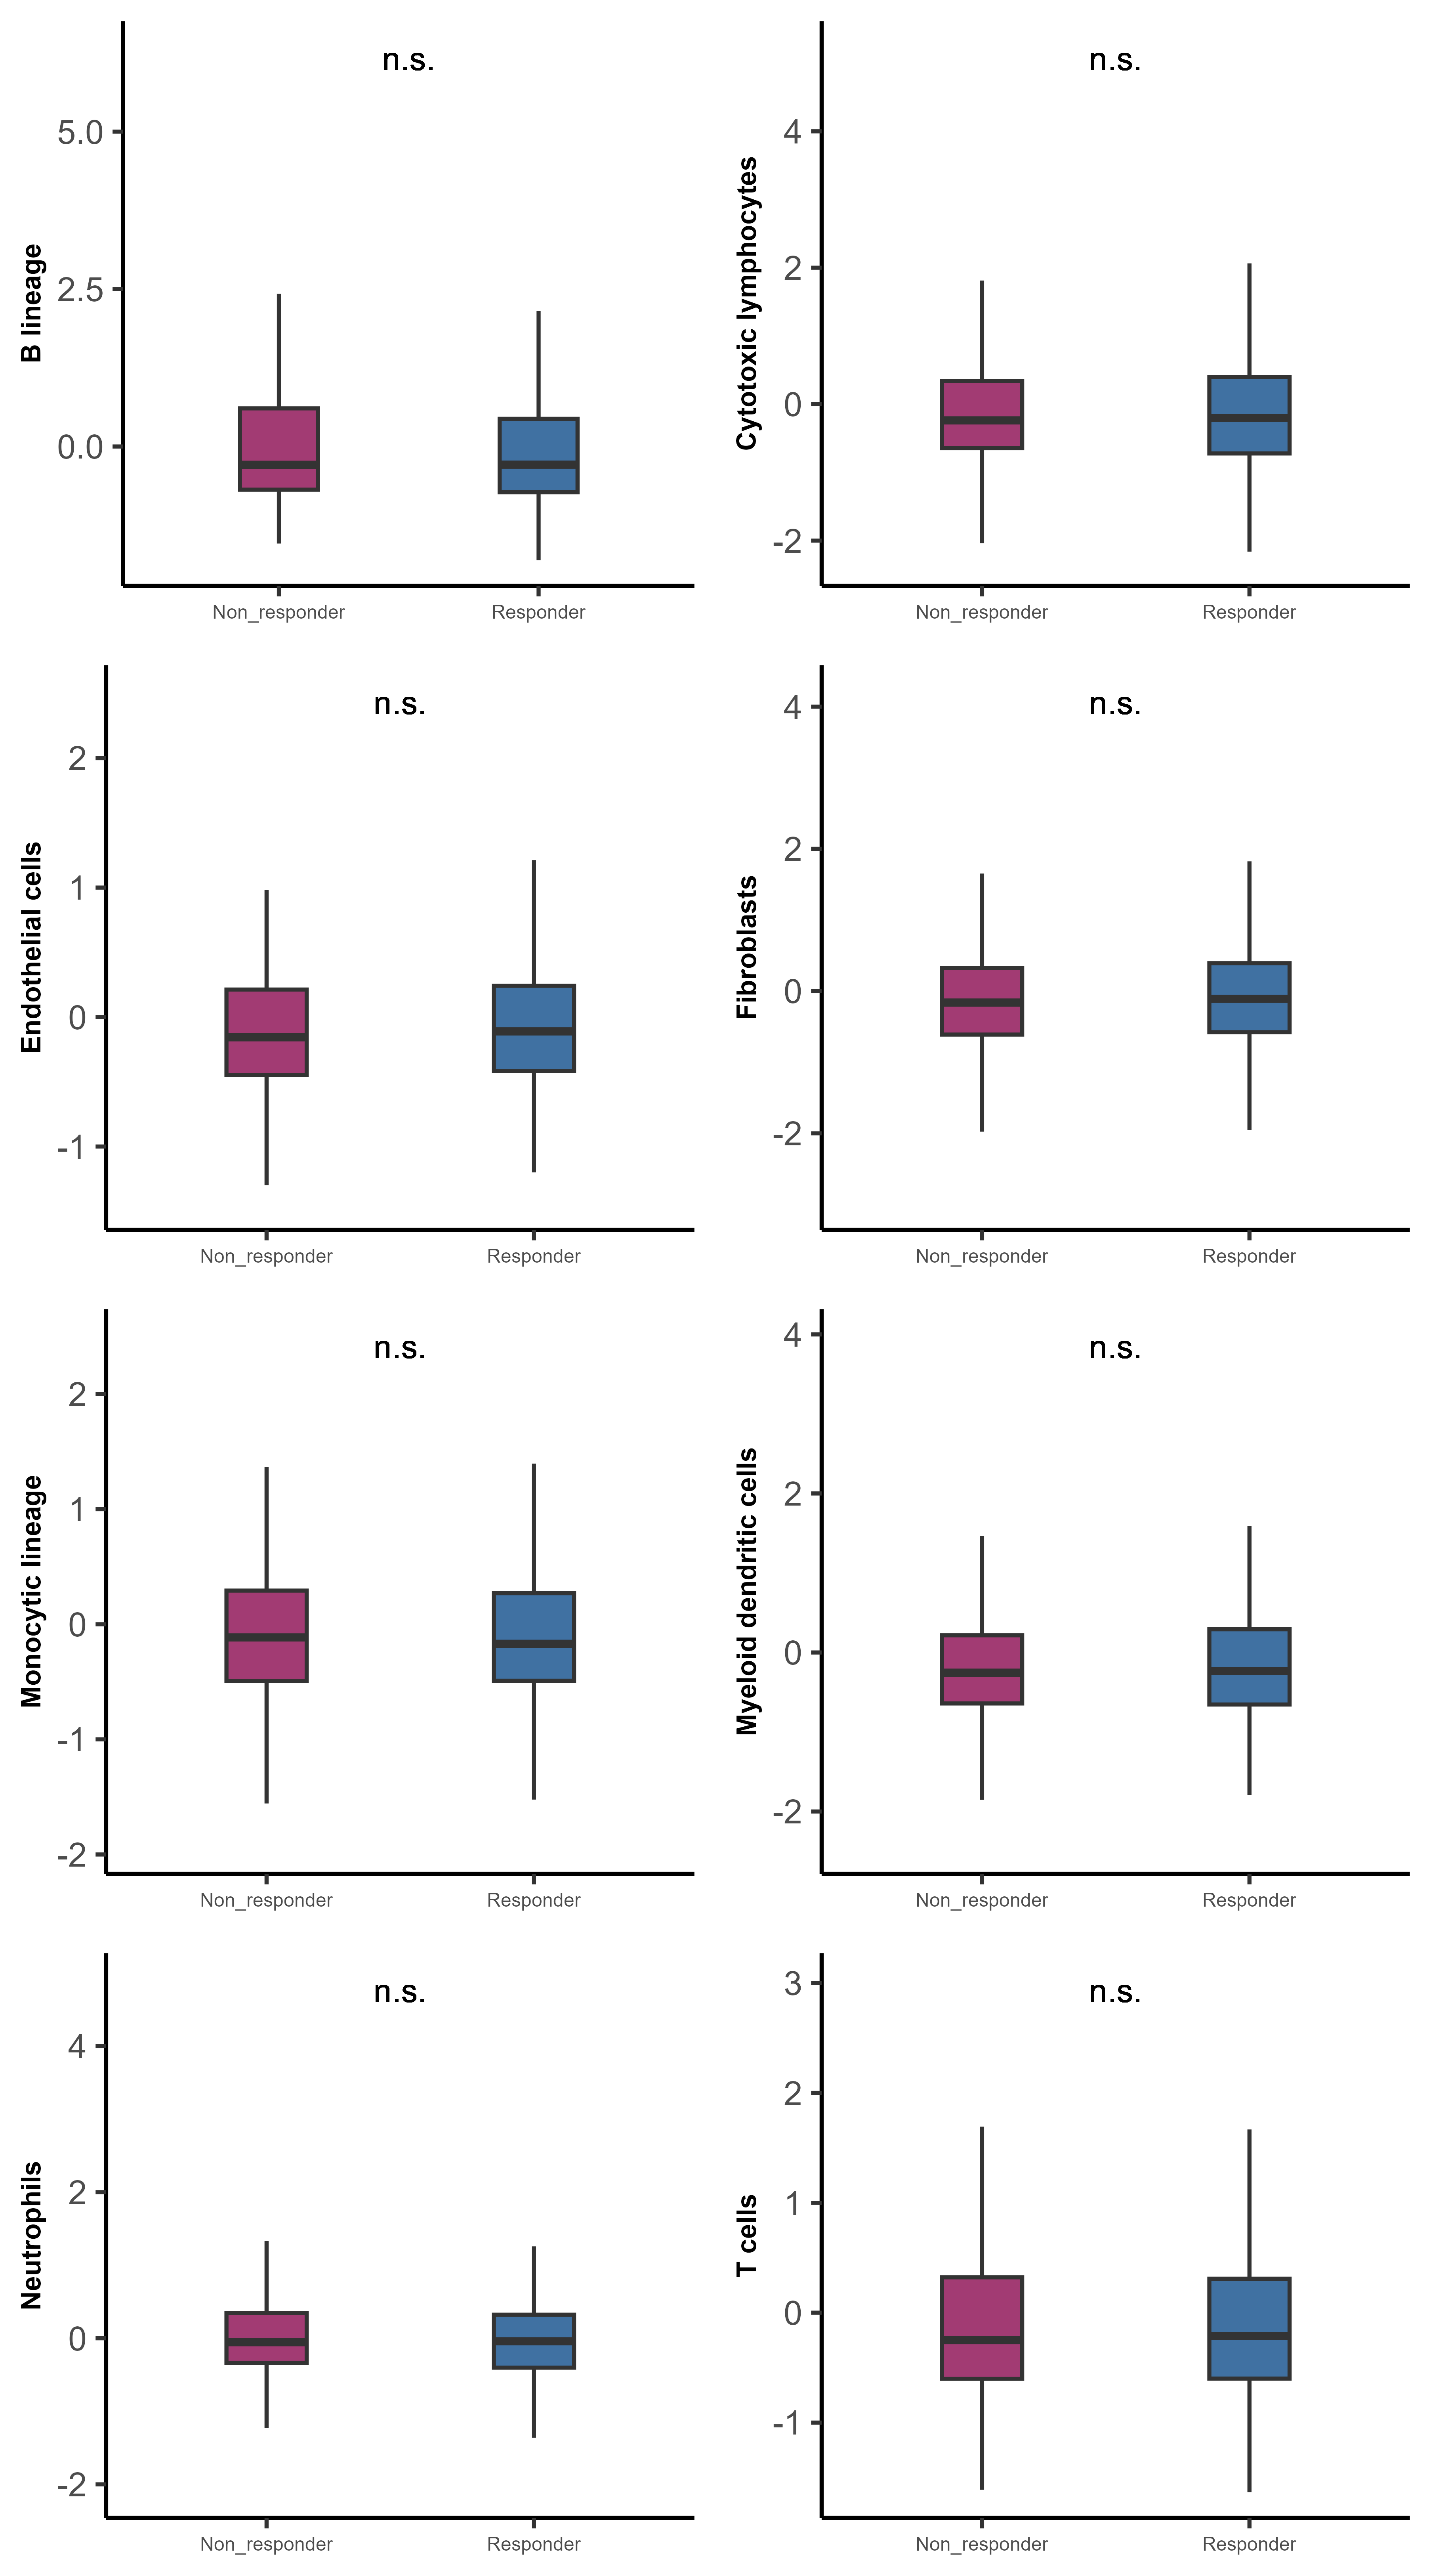 n.s.
5.0
2.5
0.0
B lineage
Non_responder
Responder
n.s.
4
2
0
-2
Cytotoxic lymphocytes
Non_responder
Responder
n.s.
2
1
0
-1
Endothelial cells
Non_responder
Responder
n.s.
4
2
0
-2
Fibroblasts
Non_responder
Responder
n.s.
2
1
0
-1
-2
Monocytic lineage
Non_responder
Responder
n.s.
4
2
0
-2
Myeloid dendritic cells
Non_responder
Responder
n.s.
4
2
0
-2
Neutrophils
Non_responder
Responder
n.s.
3
2
1
0
-1
T cells
Non_responder
Responder